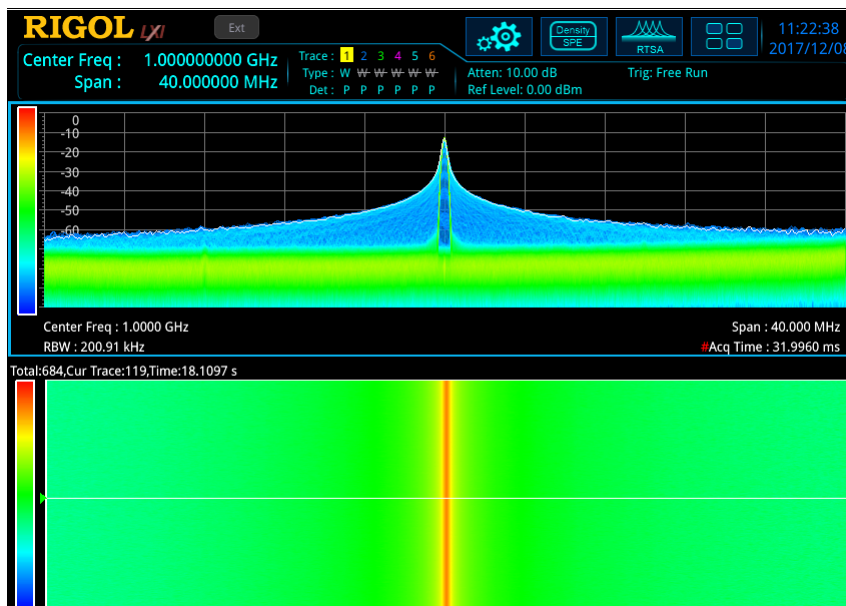 RIGOL LXI Ext
Density
SPE
RTSA
11:22:38
2017/12/08
Center Freq : 1.000000000 GHz
Span : 40.000000 MHz
Trace : 1 2 3 4 5 6
Type : W W W W W W
Det : P P P P P P
Atten: 10.00 dB
Ref Level: 0.00 dBm
Trig: Free Run
0
-10
-20
-30
-40
-50
-60
Center Freq : 1.0000 GHz
Span : 40.000 MHz
RBW : 200.91 kHz
#Acq Time : 31.9960 ms
Total:684,Cur Trace:119,Time:18.1097 s